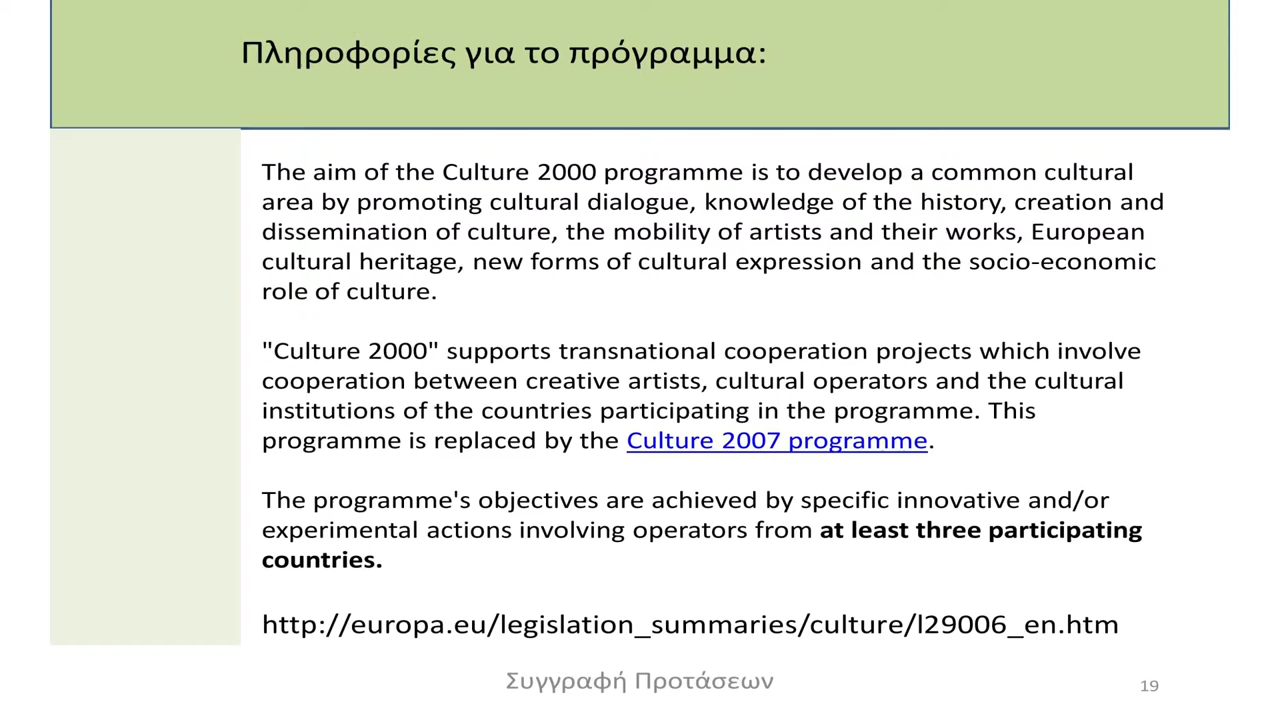 Πληροφορίες για το πρόγραμμα:
The aim of the Culture 2000 programme is to develop a common cultural
area by promoting cultural dialogue, knowledge of the history, creation and
dissemination of culture, the mobility of artists and their works, European
cultural heritage, new forms of cultural expression and the socio-economic
role of culture.
"Culture 2000" supports transnational cooperation projects which involve
cooperation between creative artists, cultural operators and the cultural
institutions of the countries participating in the programme. This
programme is replaced by the Culture 2007 programme.
The programme's objectives are achieved by specific innovative and/or
experimental actions involving operators from at least three participating
countries.
http://europa.eu/legislation_summaries/culture/l29006_en.htm
Συγγραφή Προτάσεων
19